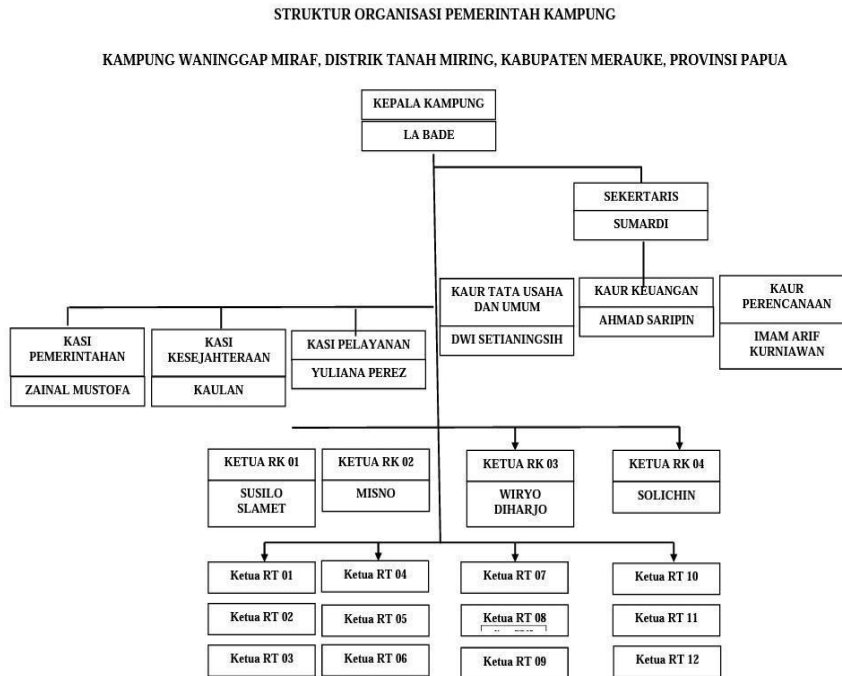 STRUKTUR ORGANISASI PEMERINTAH KAMPUNG
KAMPUNG WANINGGAP MIRAF, DISTRIK TANAH MIRING, KABUPATEN MERAUKE, PROVINSI PAPUA
KEPALA KAMPUNG
LA BADE
SEKERTARIS
SUMARDI
KAUR TATA USAHA
DAN UMUM
DWI SETIANINGSIH
KAUR KEUANGAN
AHMAD SARIPIN
KAUR
PERENCANAAN
IMAM ARIF
KURNIAWAN
KASI
PEMERINTAHAN
ZAINAL MUSTOFA
KASI
KESEJAHTERAAN
KAULAN
KASI PELAYANAN
YULIANA PEREZ
KETUA RK 01
SUSILO
SLAMET
KETUA RK 02
MISNO
KETUA RK 03
WIRYO
DIHARJO
KETUA RK 04
SOLICHIN
Ketua RT 01
Ketua RT 04
Ketua RT 07
Ketua RT 10
Ketua RT 02
Ketua RT 05
Ketua RT 08
Ketua RT 11
Ketua RT 03
Ketua RT 06
Ketua RT 09
Ketua RT 12